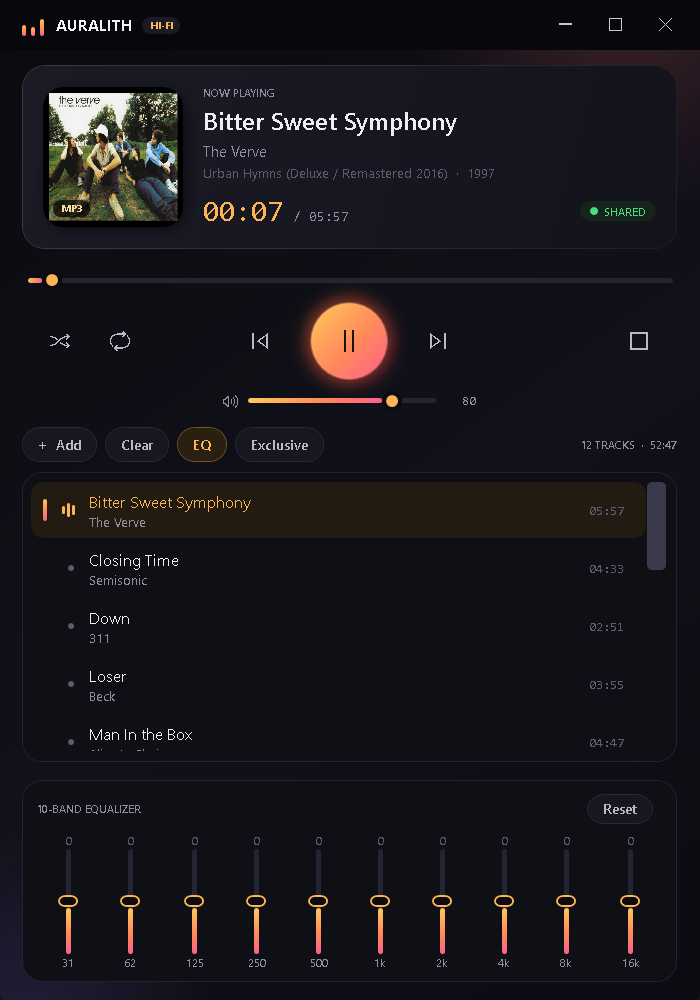 AURALITH HI-FI
the verve
MP3
NOW PLAYING
Bitter Sweet Symphony
The Verve
Urban Hymns (Deluxe / Remastered 2016) · 1997
00:07 / 05:57
SHARED
80
+ Add
Clear
EQ
Exclusive
12 TRACKS · 52:47
Bitter Sweet Symphony
The Verve
05:57
Closing Time
Semisonic
04:33
Down
311
02:51
Loser
Beck
03:55
Man In the Box
04:47
10-BAND EQUALIZER
Reset
0 0 0 0 0 0 0 0 0 0
31 62 125 250 500 1k 2k 4k 8k 16k